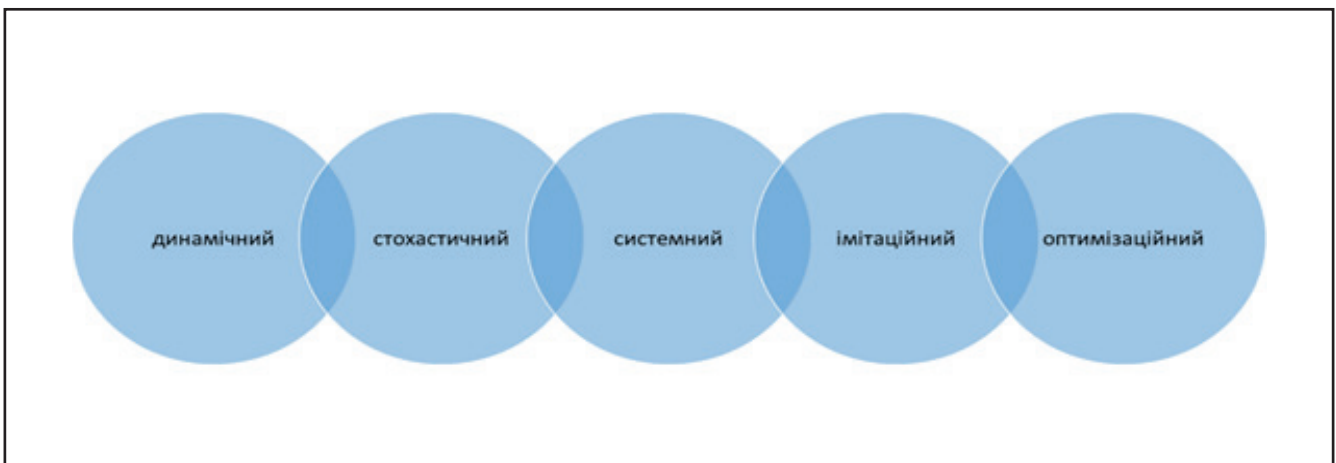 динамічний стохастичний системний імітаційний оптимізаційний